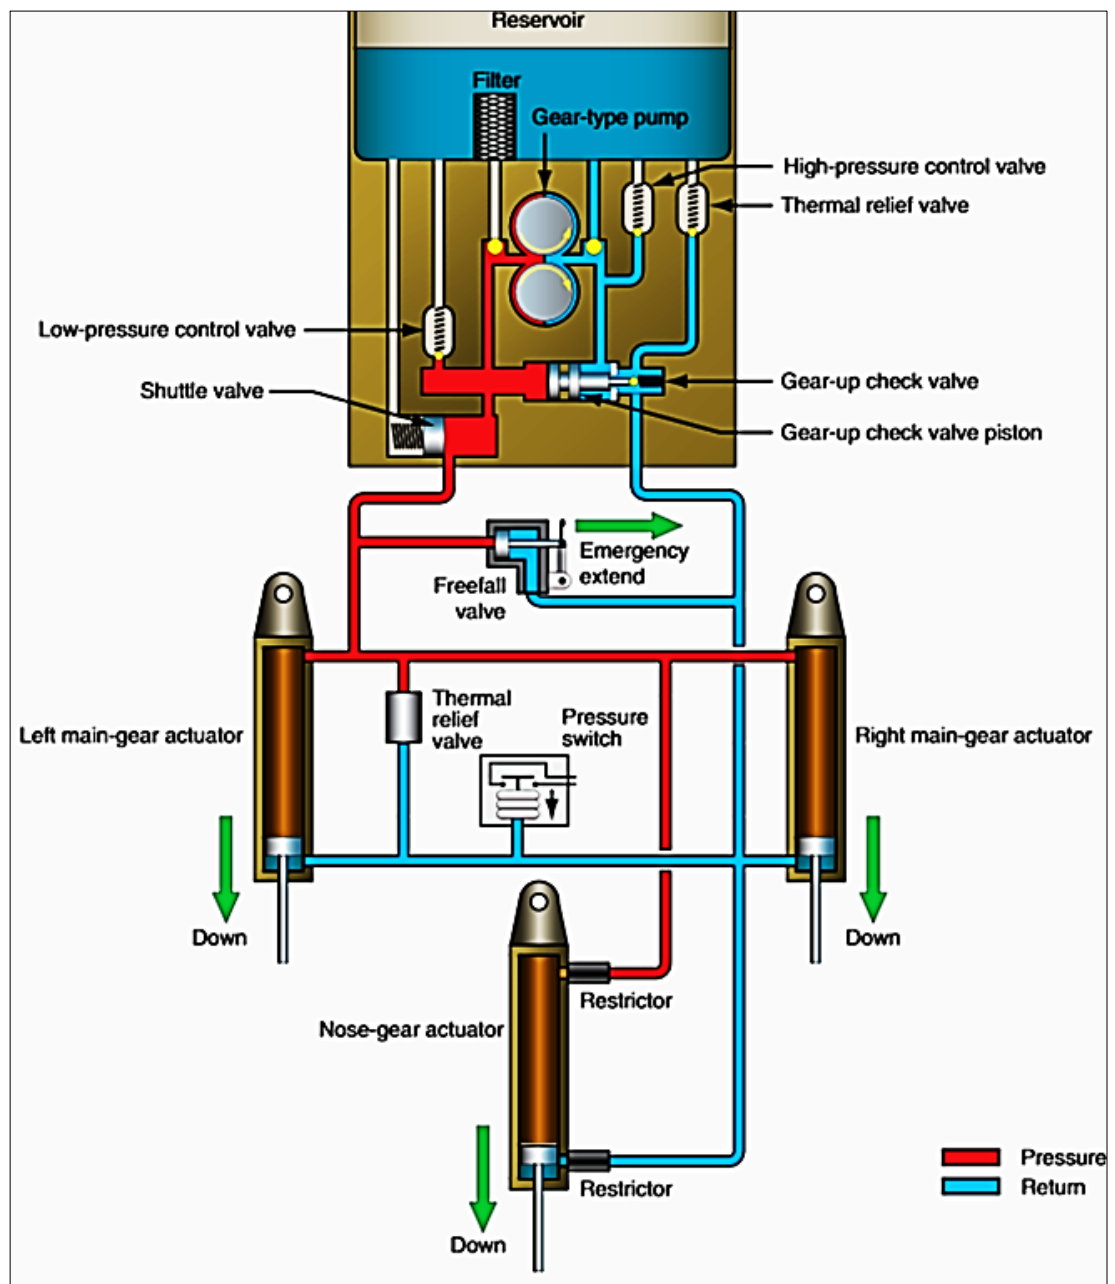 Reservoir
Filter
Gear-type pump
High-pressure control valve
Thermal relief valve
Low-pressure control valve
Shuttle valve
Gear-up check valve
Gear-up check valve piston
Emergency
extend
Freefall
valve
Thermal
relief
valve
Pressure
switch
Left main-gear actuator
Right main-gear actuator
Down
Down
Restrictor
Nose-gear actuator
Restrictor
Down
Pressure
Return